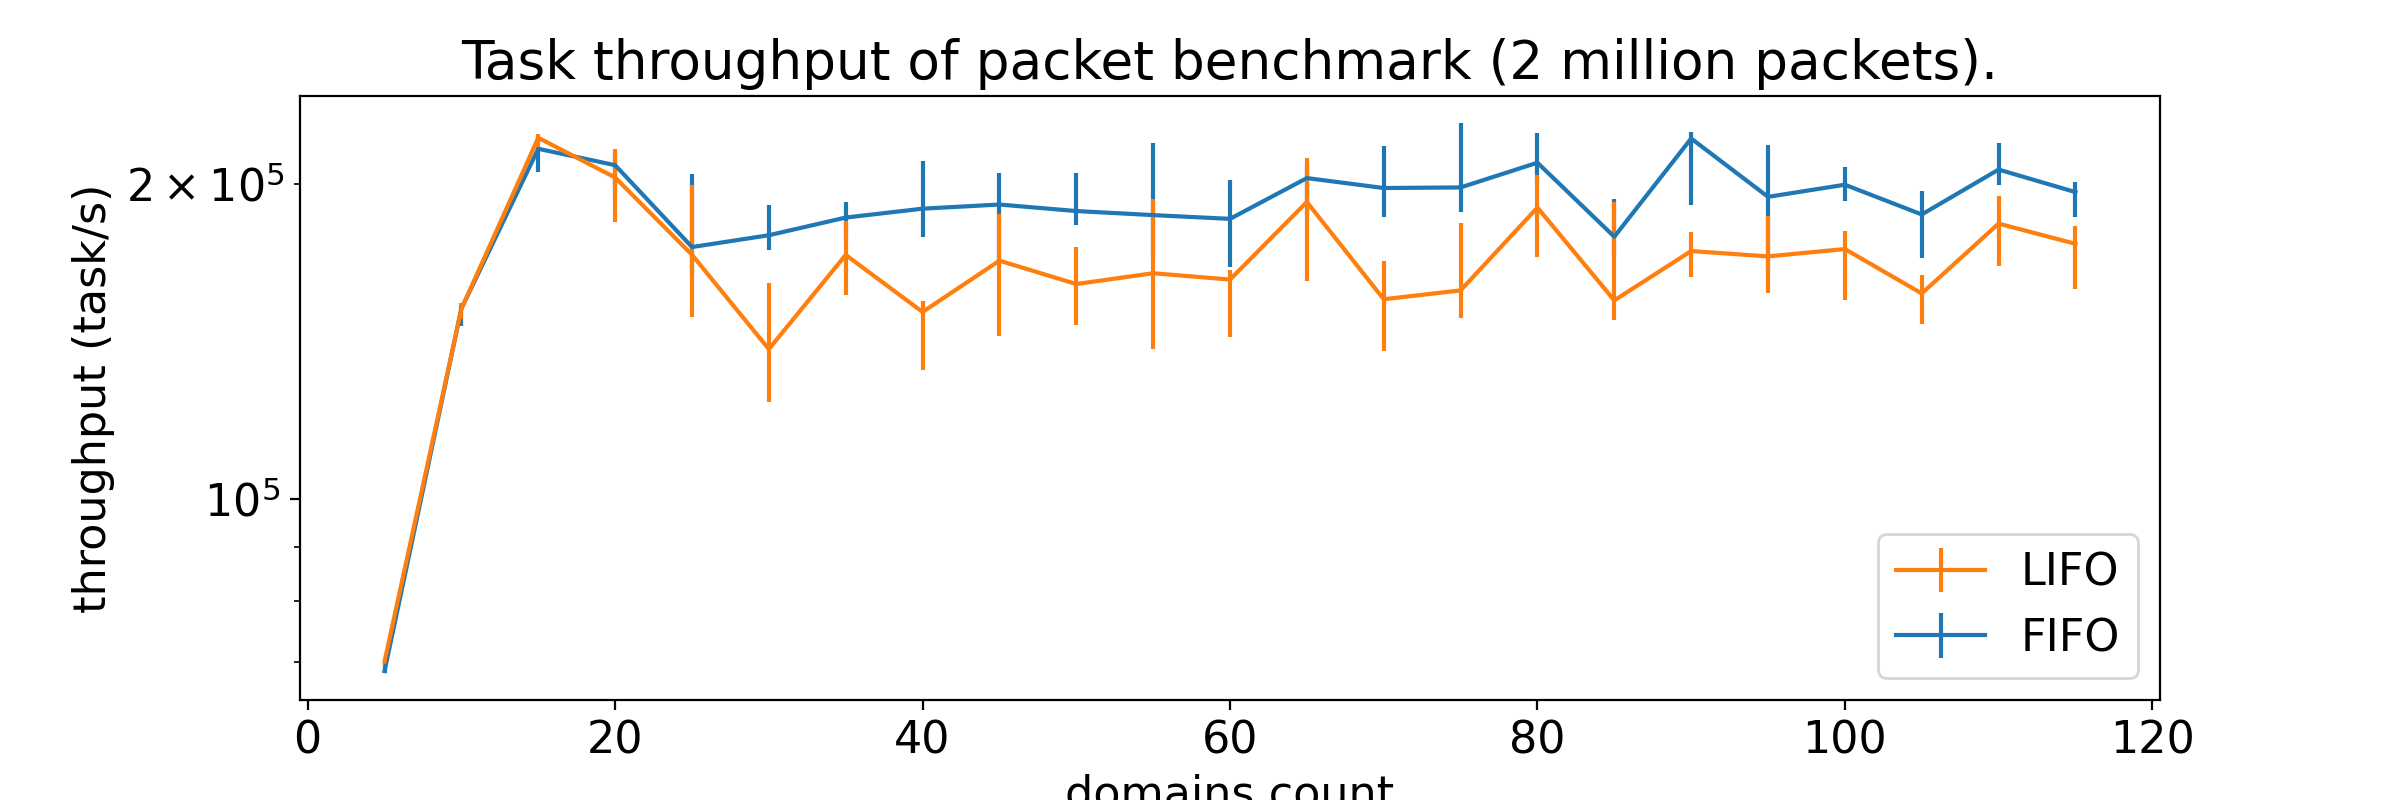 Task throughput of packet benchmark (2 million packets).
throughput (task/s)
2 × 10⁵
10⁵
LIFO
FIFO
0 20 40 60 80 100 120
domains count